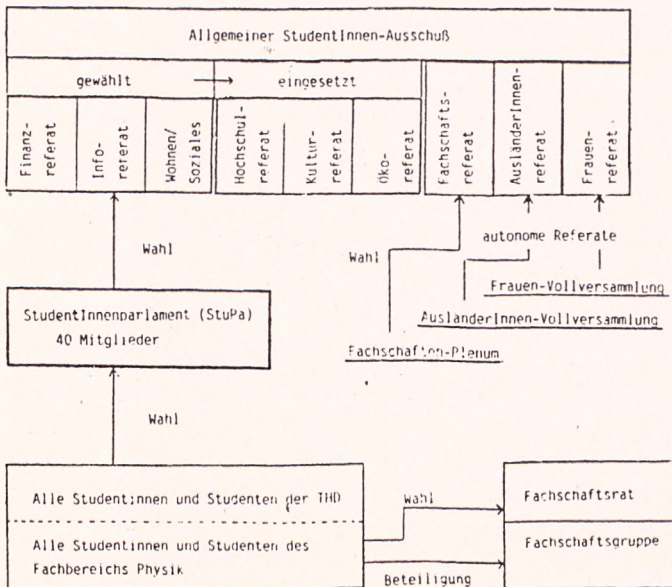 Allgemeiner StudentInnen-Ausschuß
gewählt
eingesetzt
Finanz-
referat
Info-
referat
Wohnen/
Soziales
Hochschul-
referat
Kultur-
referat
Öko-
referat
Fachschafts-
referat
AusländerInnen-
referat
Frauen-
referat
Wahl
Wahl
autonome Referate
Frauen-Vollversammlung
StudentInnenparlament (StuPa)
40 Mitglieder
AusländerInnen-Vollversammlung
Fachschaften-Plenum
Wahl
Alle Studentinnen und Studenten der THD
Wahl
Fachschaftsrat
Alle Studentinnen und Studenten des
Fachbereichs Physik
Fachschaftsgruppe
Beteiligung